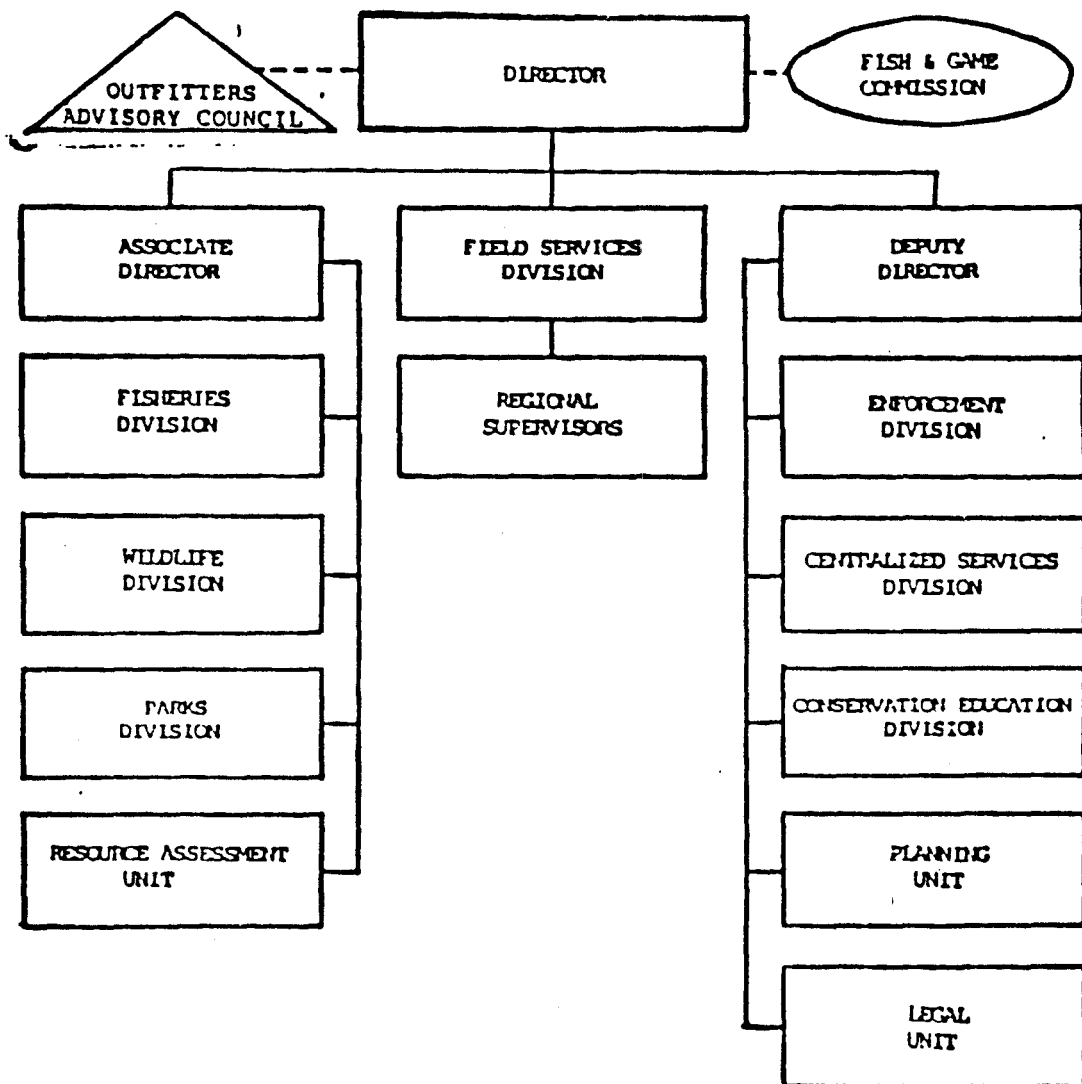 OUTFITTERS
ADVISORY COUNCIL
DIRECTOR
FISH & GAME
COMMISSION
ASSOCIATE
DIRECTOR
FIELD SERVICES
DIVISION
DEPUTY
DIRECTOR
FISHERIES
DIVISION
REGIONAL
SUPERVISORS
ENFORCEMENT
DIVISION
WILDLIFE
DIVISION
CENTRALIZED SERVICES
DIVISION
PARKS
DIVISION
CONSERVATION EDUCATION
DIVISION
RESOURCE ASSESSMENT
UNIT
PLANNING
UNIT
LEGAL
UNIT